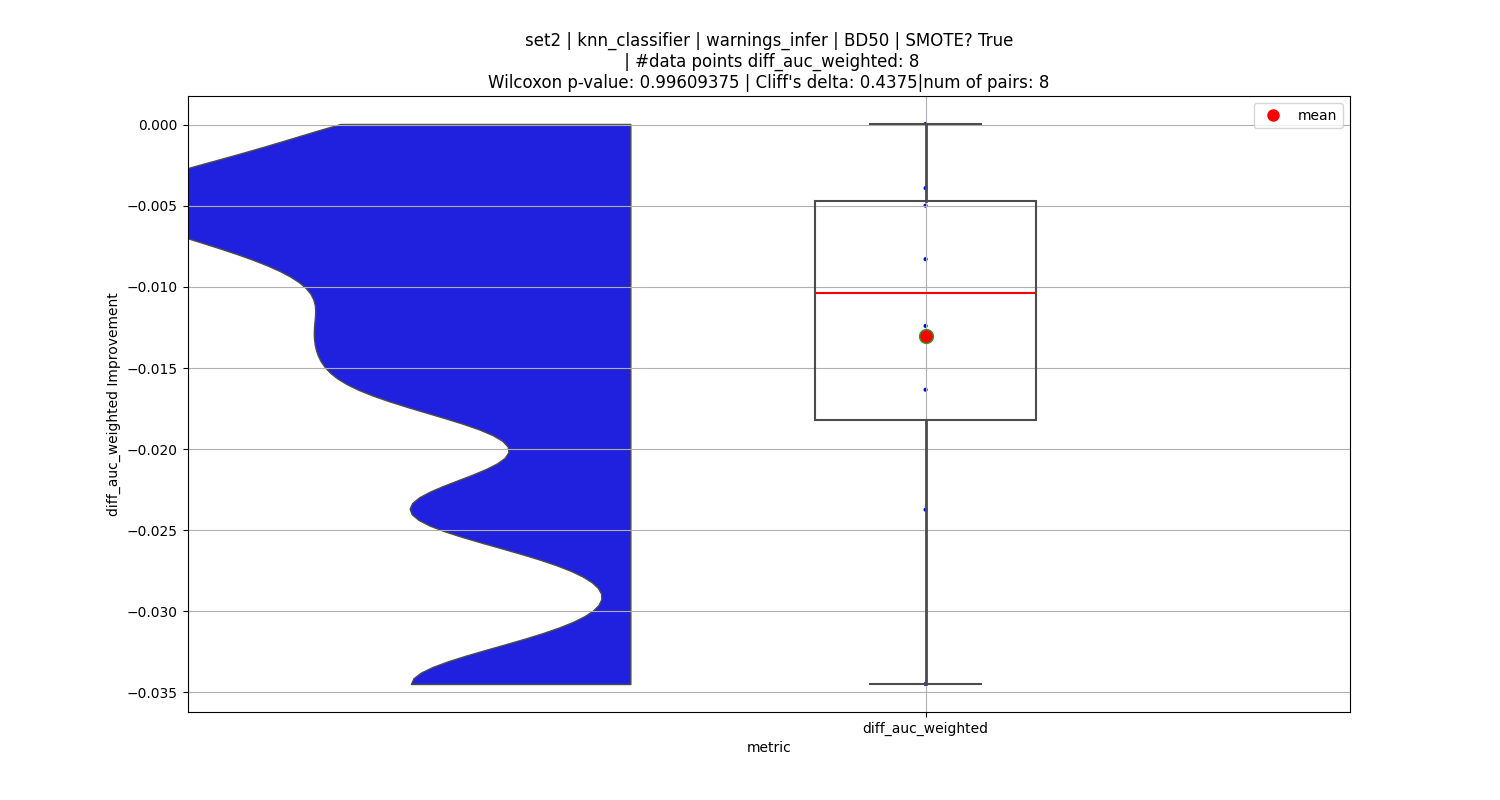 set2 | knn_classifier | warnings_infer | BD50 | SMOTE? True
| #data points diff_auc_weighted: 8
Wilcoxon p-value: 0.99609375 | Cliff's delta: 0.4375|num of pairs: 8
mean
0.000
−0.005
−0.010
−0.015
−0.020
−0.025
−0.030
−0.035
diff_auc_weighted Improvement
diff_auc_weighted
metric